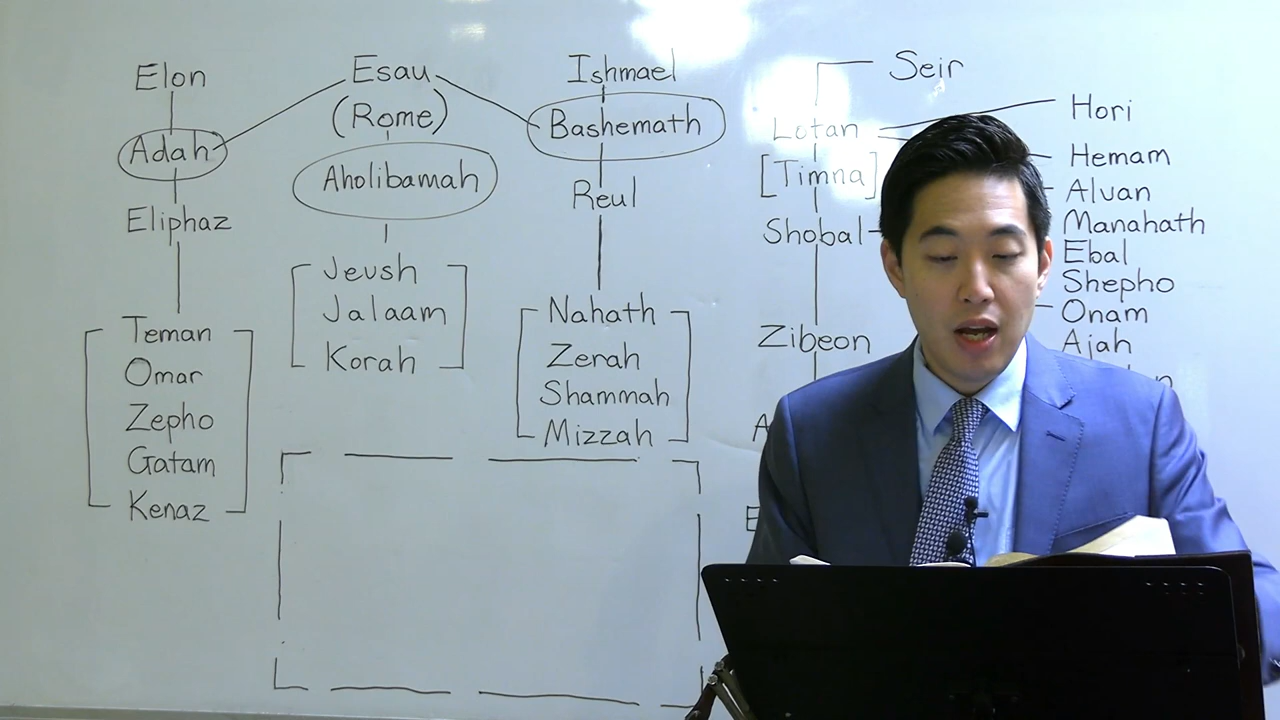 Elon
Adah
Eliphaz
Teman
Omar
Zepho
Gatam
Kenaz
Esau
(Rome)
Aholibamah
Jeush
Jalaam
Korah
Ishmael
Bashemath
Reul
Nahath
Zerah
Shammah
Mizzah
Seir
Lotan
[Timna]
Shobal
Zibeon
Hori
Hemam
Alvan
Manahath
Ebal
Shepho
Onam
Ajah